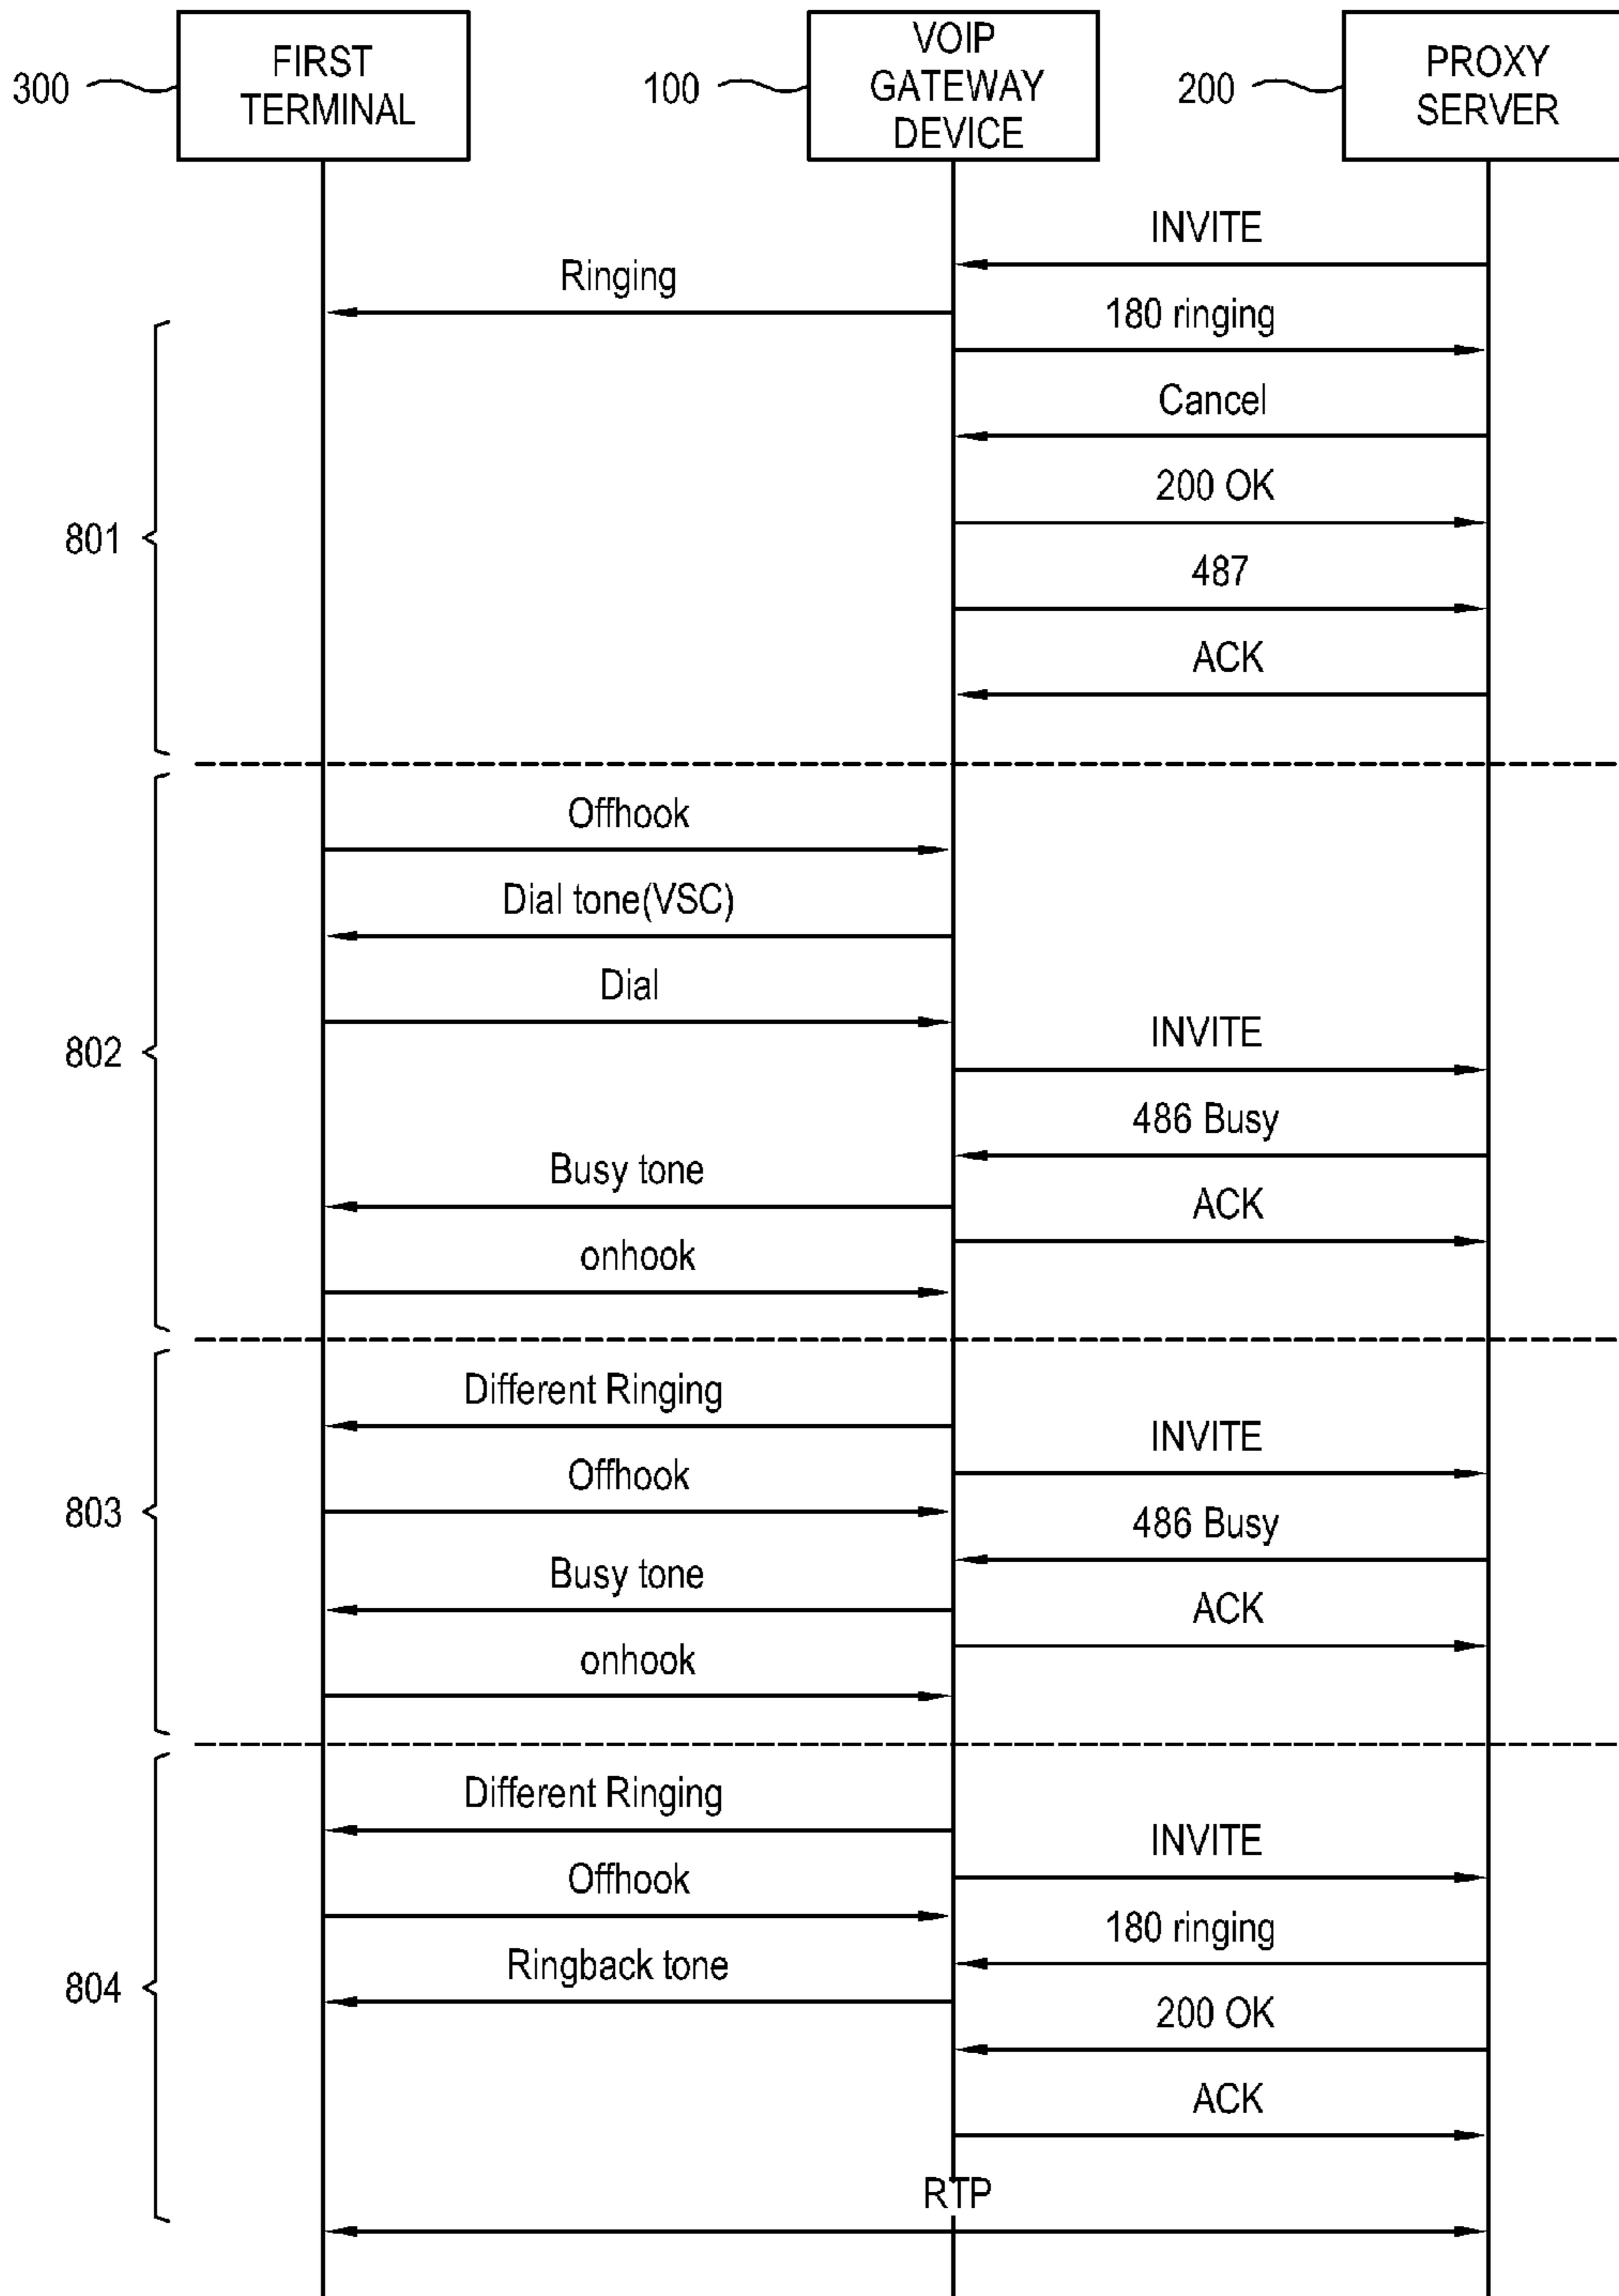 300
FIRST
TERMINAL
100
VOIP
GATEWAY
DEVICE
200
PROXY
SERVER
INVITE
Ringing
180 ringing
Cancel
200 OK
801
487
ACK
Offhook
Dial tone(VSC)
Dial
802
INVITE
486 Busy
Busy tone
ACK
onhook
Different Ringing
INVITE
Offhook
803
486 Busy
Busy tone
ACK
onhook
Different Ringing
INVITE
Offhook
180 ringing
Ringback tone
804
200 OK
ACK
RTP